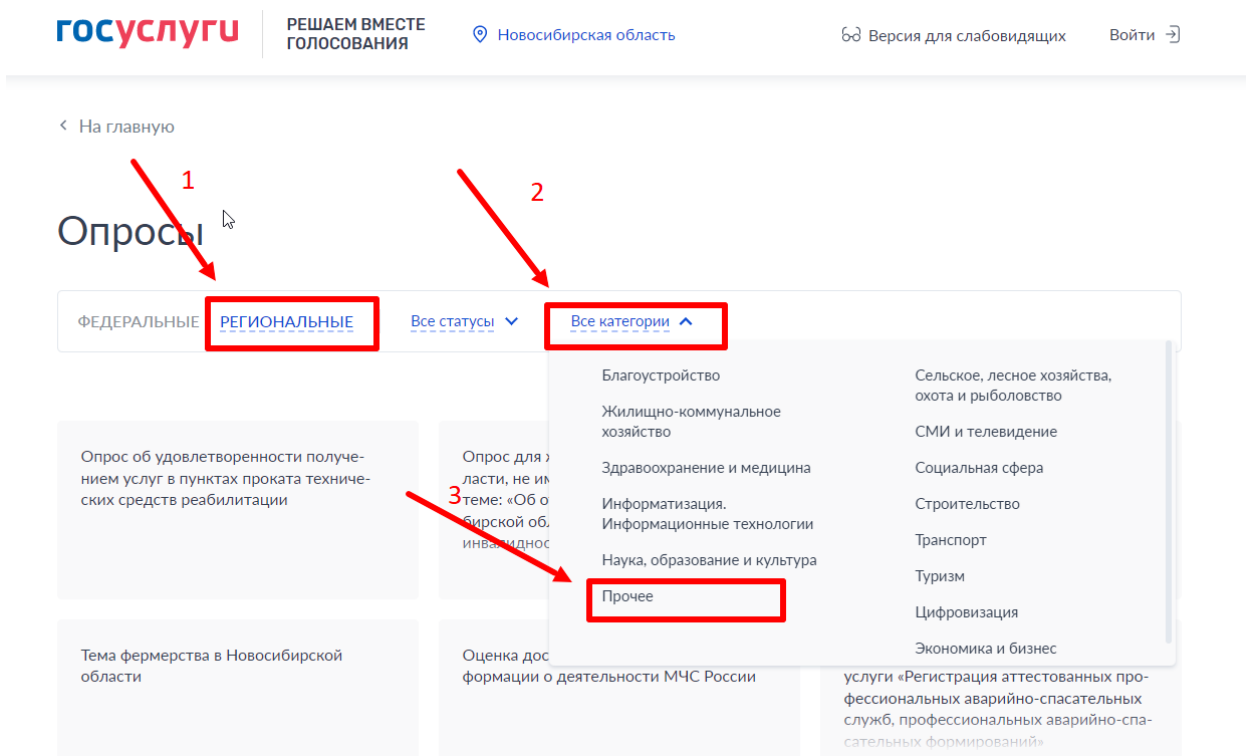 госуслуги
РЕШАЕМ ВМЕСТЕ
ГОЛОСОВАНИЯ
Новосибирская область
Версия для слабовидящих
Войти
На главную
1
2
Опросы
ФЕДЕРАЛЬНЫЕ
РЕГИОНАЛЬНЫЕ
Все статусы
Все категории
Благоустройство
Жилищно-коммунальное
хозяйство
Здравоохранение и медицина
Информатизация.
Информационные технологии
Наука, образование и культура
Прочее
Сельское, лесное хозяйства,
охота и рыболовство
СМИ и телевидение
Социальная сфера
Строительство
Транспорт
Туризм
Цифровизация
Экономика и бизнес
Опрос об удовлетворенности получе-
нием услуг в пунктах проката техниче-
ских средств реабилитации
Опрос для
ласти, не
3
теме: «Об
бирской
инвалиднос
Тема фермерства в Новосибирской
области
Оценка дос
формации о деятельности МЧС России
услуги «Регистрация аттестованных про-
фессиональных аварийно-спасательных
служб, профессиональных аварийно-спа-
сательных формирований»